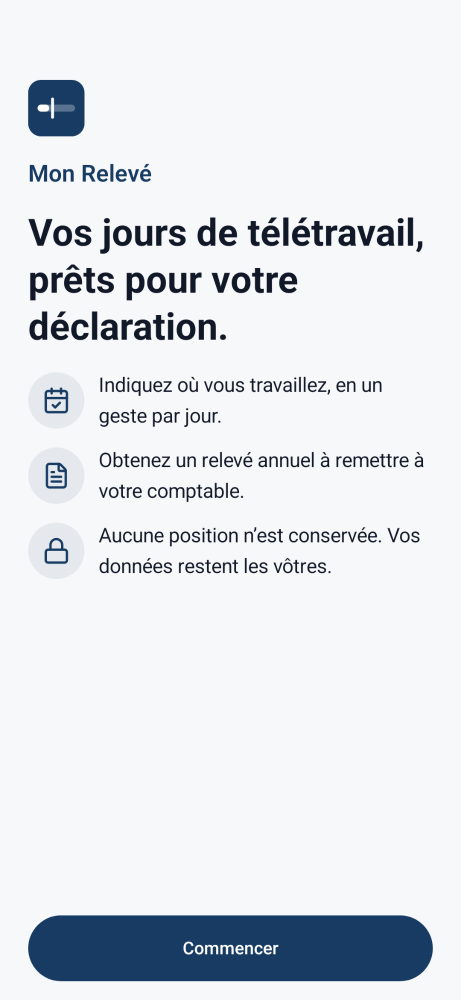 Mon Relevé
Vos jours de télétravail,
prêts pour votre
déclaration.
Indiquez où vous travaillez, en un
geste par jour.
Obtenez un relevé annuel à remettre à
votre comptable.
Aucune position n’est conservée. Vos
données restent les vôtres.
Commencer